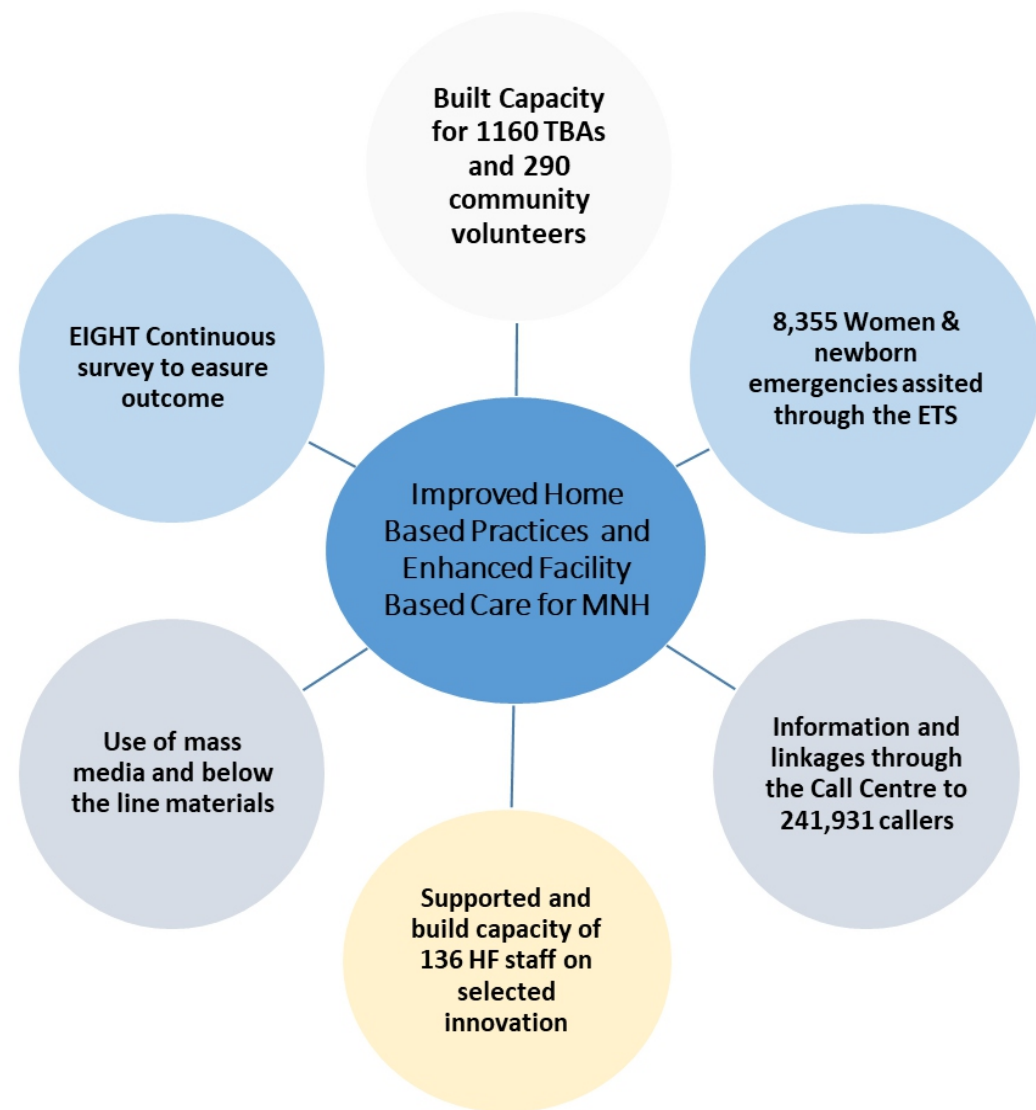 Built Capacity
for 1160 TBAs
and 290
community
volunteers
8,355 Women &
newborn
emergencies assited
through the ETS
Information and
linkages through
the Call Centre to
241,931 callers
Supported and
build capacity of
136 HF staff on
selected
innovation
Use of mass
media and below
the line materials
EIGHT Continuous
survey to easure
outcome
Improved Home
Based Practices and
Enhanced Facility
Based Care for MNH